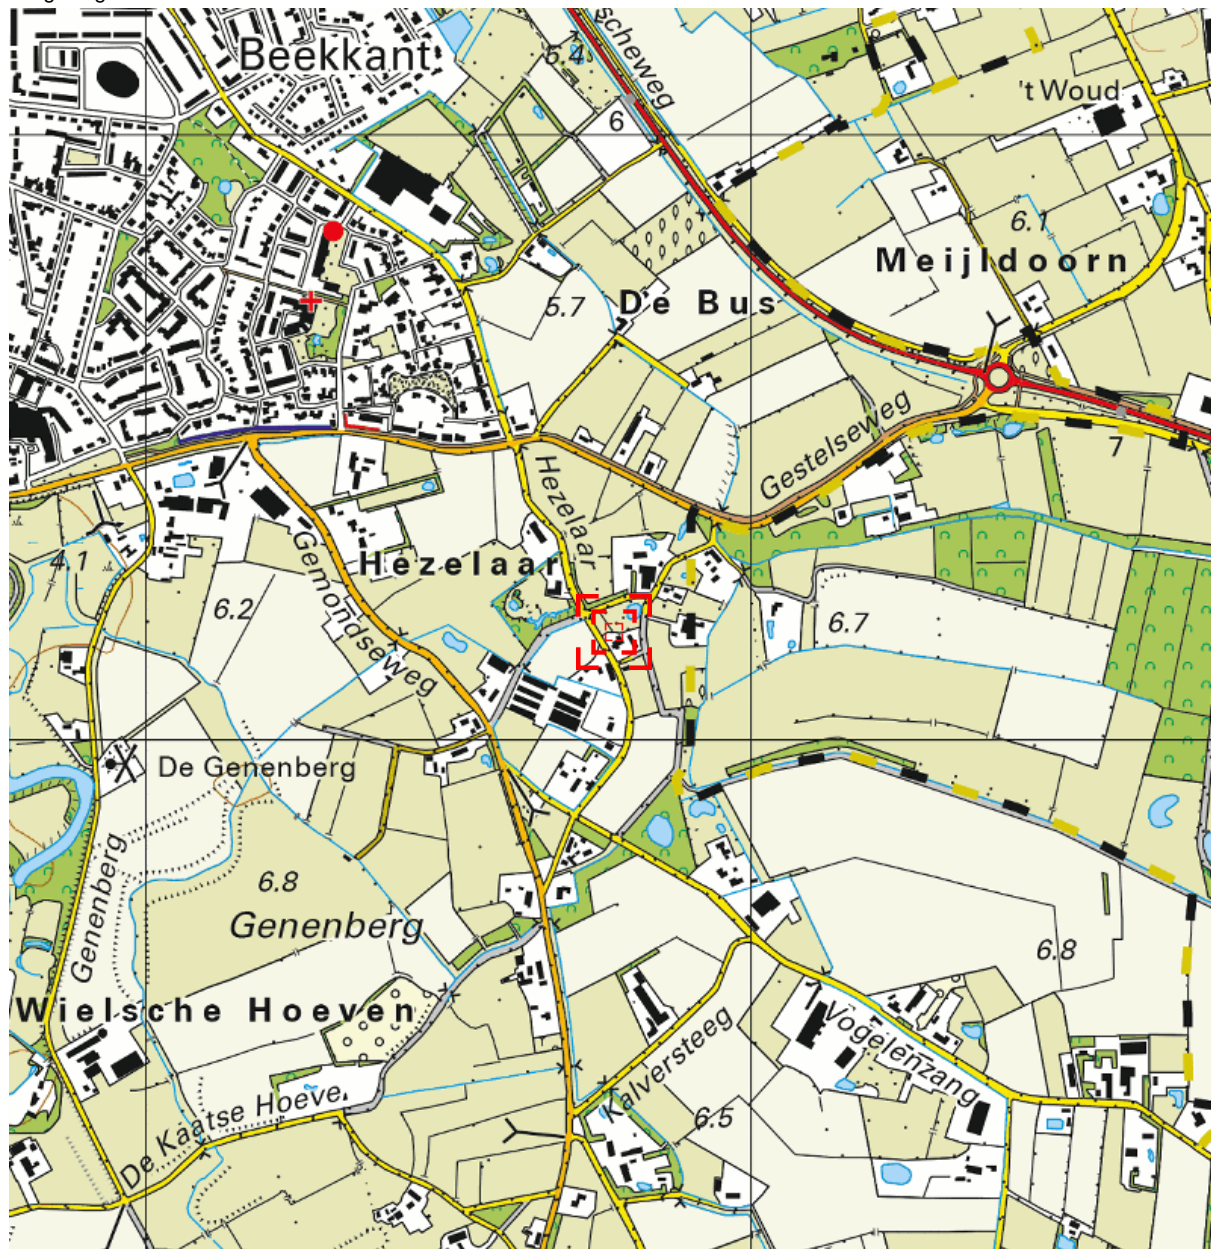 Beekkant
scheweg
5.4
't Woud
6
6.1
Meijldoorn
5.7
De Bus
Gestelseweg
7
Hezelaar
4.1
Gemondseweg
Hezelaar
6.2
6.7
De Genenberg
Genenberg
6.8
Genenberg
6.8
Wielsche Hoeven
Vogelenzang
Kalversteeg
De Kaatse Hoeve
6.5